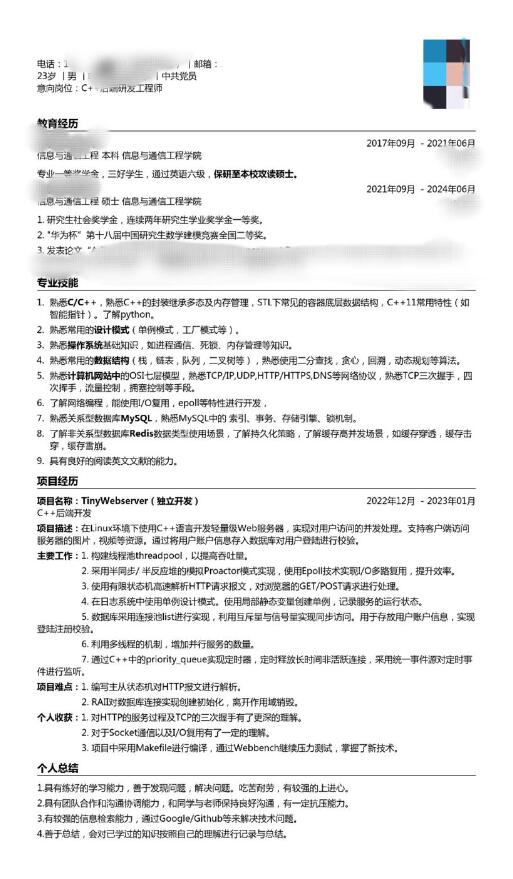 电话：1 | 邮箱：
23岁 | 男 | | 中共党员
意向岗位：C++后端研发工程师
教育经历
2017年09月 - 2021年06月
信息与通信工程 本科 信息与通信工程学院
专业一等奖学金，三好学生，通过英语六级，保研至本校攻读硕士。
2021年09月 - 2024年06月
信息与通信工程 硕士 信息与通信工程学院
1. 研究生社会奖学金，连续两年研究生学业奖学金一等奖。
2. "华为杯" 第十八届中国研究生数学建模竞赛全国二等奖。
3. 发表论文
专业技能
1. 熟悉C/C++，熟悉C++的封装继承多态及内存管理，STL下常见的容器底层数据结构，C++11常用特性（如
智能指针）。了解python。
2. 熟悉常用的设计模式（单例模式，工厂模式等）。
3. 熟悉操作系统基础知识，如进程通信、死锁、内存管理等知识。
4. 熟悉常用的数据结构（栈，链表，队列，二叉树等），熟悉使用二分查找，贪心，回溯，动态规划等算法。
5. 熟悉计算机网站中的OSI七层模型，熟悉TCP/IP,UDP,HTTP/HTTPS,DNS等网络协议，熟悉TCP三次握手，四
次挥手，流量控制，拥塞控制等手段。
6. 了解网络编程，能使用I/O复用，epoll等特性进行开发，
7. 熟悉关系型数据库MySQL，熟悉MySQL中的 索引、事务、存储引擎、锁机制。
8. 了解非关系型数据库Redis数据类型使用场景，了解持久化策略，了解缓存高并发场景，如缓存穿透，缓存击
穿，缓存雪崩。
9. 具有良好的阅读英文文献的能力。
项目经历
项目名称：TinyWebserver（独立开发） 2022年12月 - 2023年01月
C++后端开发
项目描述：在Linux环境下使用C++语言开发轻量级Web服务器，实现对用户访问的并发处理。支持客户端访问
服务器的图片，视频等资源。通过将用户账户信息存入数据库对用户登陆进行校验。
主要工作：1. 构建线程池threadpool，以提高吞吐量。
2. 采用半同步/ 半反应堆的模拟Proactor模式实现，使用Epoll技术实现I/O多路复用，提升效率。
3. 使用有限状态机高速解析HTTP请求报文，对浏览器的GET/POST请求进行处理。
4. 在日志系统中使用单例设计模式。使用局部静态变量创建单例，记录服务的运行状态。
5. 数据库采用连接池list进行实现，利用互斥量与信号量实现同步访问。用于存放用户账户信息，实现
登陆注册校验。
6. 利用多线程的机制，增加并行服务的数量。
7. 通过C++中的priority_queue实现定时器，定时释放长时间非活跃连接，采用统一事件源对定时事
件进行监听。
项目难点：1. 编写主从状态机对HTTP报文进行解析。
2. RAII对数据库连接实现创建初始化，离开作用域销毁。
个人收获：1. 对HTTP的服务过程及TCP的三次握手有了更深的理解。
2. 对于Socket通信以及I/O复用有了一定的理解。
3. 项目中采用Makefile进行编译，通过Webbench继续压力测试，掌握了新技术。
个人总结
1.具有练好的学习能力，善于发现问题，解决问题。吃苦耐劳，有较强的上进心。
2.具有团队合作和沟通协调能力，和同学与老师保持良好沟通，有一定抗压能力。
3.有较强的信息检索能力，通过Google/Github等来解决技术问题。
4.善于总结，会对已学过的知识按照自己的理解进行记录与总结。